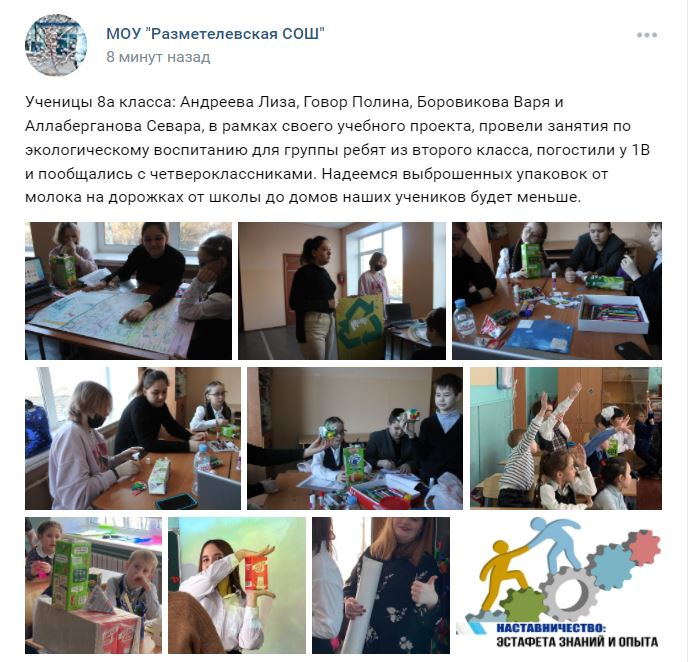 МОУ "Разметелевская СОШ"
8 минут назад
Ученицы 8а класса: Андреева Лиза, Говор Полина, Боровикова Варя и
Аллаберганова Севара, в рамках своего учебного проекта, провели занятия по
экологическому воспитанию для группы ребят из второго класса, погостили у 1В
и пообщались с четвероклассниками. Надеемся выброшенных упаковок от
молока на дорожках от школы до домов наших учеников будет меньше.
НАСТАВНИЧЕСТВО:
ЭСТАФЕТА ЗНАНИЙ И ОПЫТА